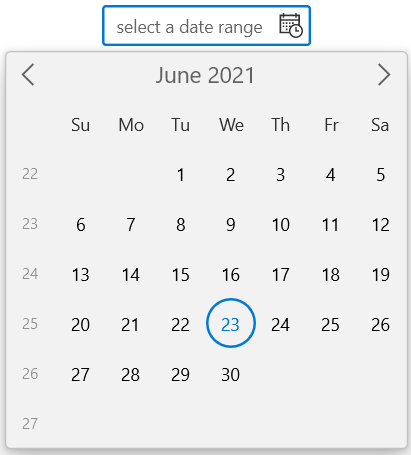 select a date range
June 2021
Su Mo Tu We Th Fr Sa
22 1 2 3 4 5
23 6 7 8 9 10 11 12
24 13 14 15 16 17 18 19
25 20 21 22 23 24 25 26
26 27 28 29 30
27